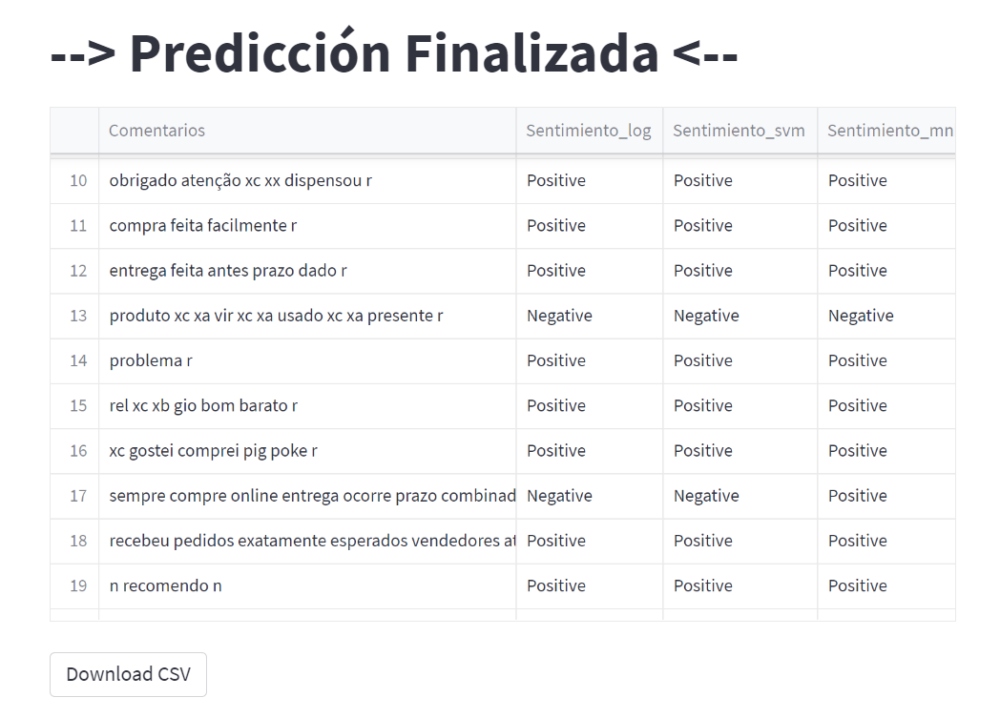 --> Predicción Finalizada <--
Comentarios Sentimiento_log Sentimiento_svm Sentimiento_mn
10 obrigado atenção xc xx dispensou r Positive Positive Positive
11 compra feita facilmente r Positive Positive Positive
12 entrega feita antes prazo dado r Positive Positive Positive
13 produto xc xa vir xc xa usado xc xa presente r Negative Negative Negative
14 problema r Positive Positive Positive
15 rel xc xb gio bom barato r Positive Positive Positive
16 xc gostei comprei pig poke r Positive Positive Positive
17 sempre compre online entrega ocorre prazo combinad Negative Negative Positive
18 recebeu pedidos exatamente esperados vendedores at Positive Positive Positive
19 n recomendo n Positive Positive Positive
Download CSV